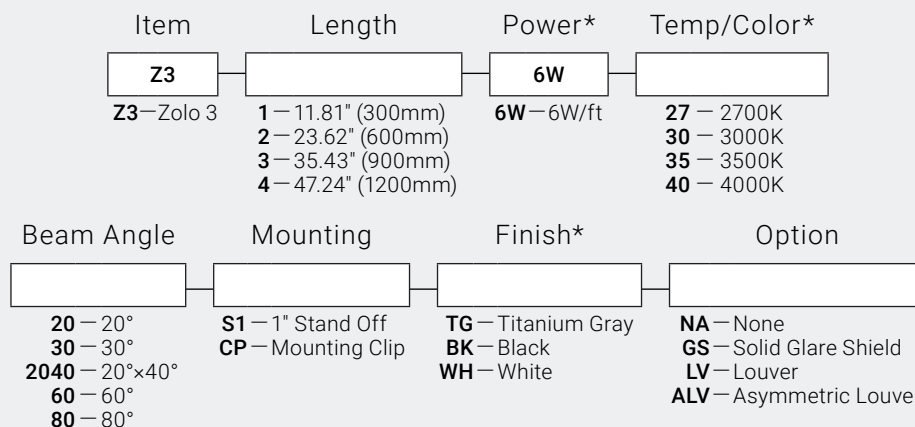 Item Length Power* Temp/Color*
Z3 6W
Z3—Zolo 3 1—11.81" (300mm) 6W—6W/ft 27 — 2700K
2—23.62" (600mm) 30 — 3000K
3—35.43" (900mm) 35 — 3500K
4—47.24" (1200mm) 40 — 4000K
Beam Angle Mounting Finish* Option
20 — 20° S1 — 1" Stand Off TG — Titanium Gray NA — None
30 — 30° CP — Mounting Clip BK — Black GS — Solid Glare Shield
2040 — 20°×40° WH — White LV — Louver
60 — 60° ALV — Asymmetric Louve
80 — 80°